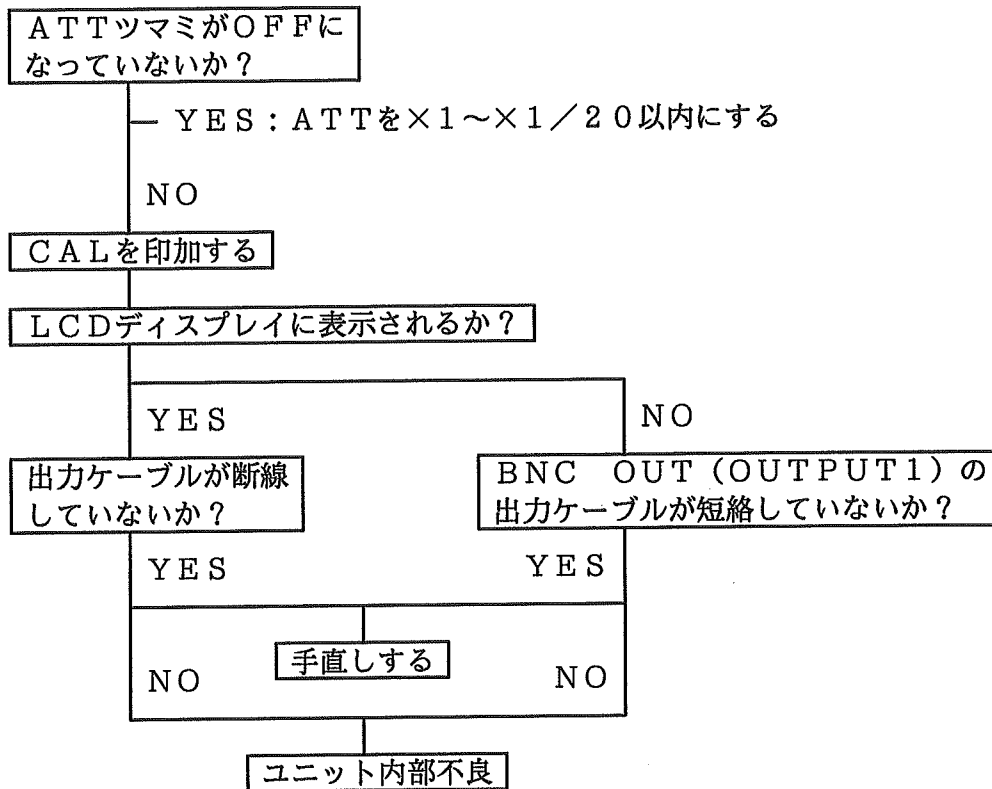 ATTツマミがOFFに
なっていないか?
YES:ATTを×1~×1/20以内にする
NO
CALを印加する
LCDディスプレイに表示されるか?
YES
NO
出力ケーブルが断線
していないか?
BNC OUT(OUTPUT1)の
出力ケーブルが短絡していないか?
YES
YES
手直しする
NO
NO
ユニット内部不良